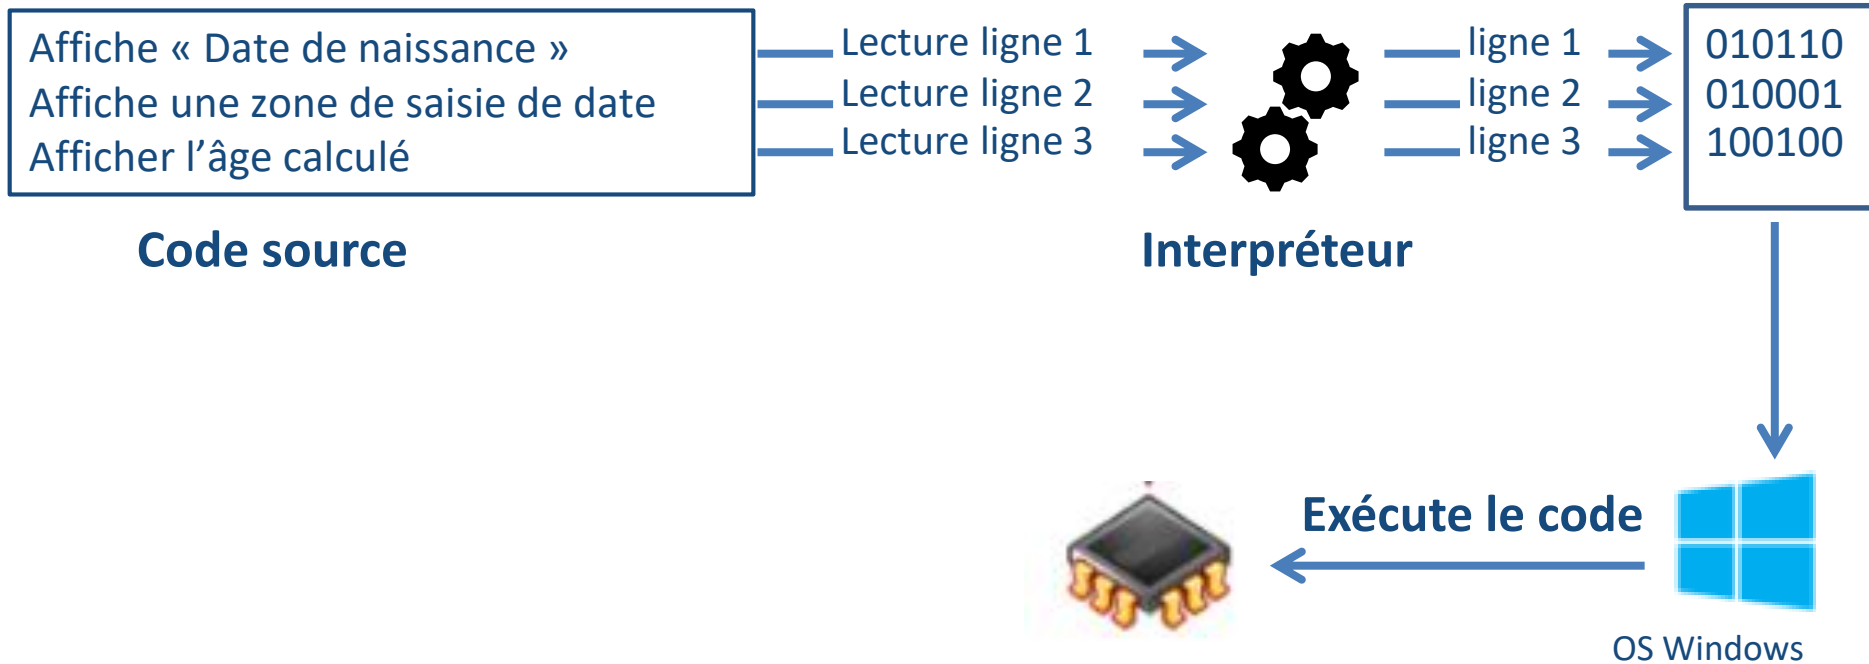 Affiche « Date de naissance »
Affiche une zone de saisie de date
Afficher l’âge calculé
Lecture ligne 1
Lecture ligne 2
Lecture ligne 3
ligne 1
ligne 2
ligne 3
010110
010001
100100
Code source
Interpréteur
Exécute le code
OS Windows